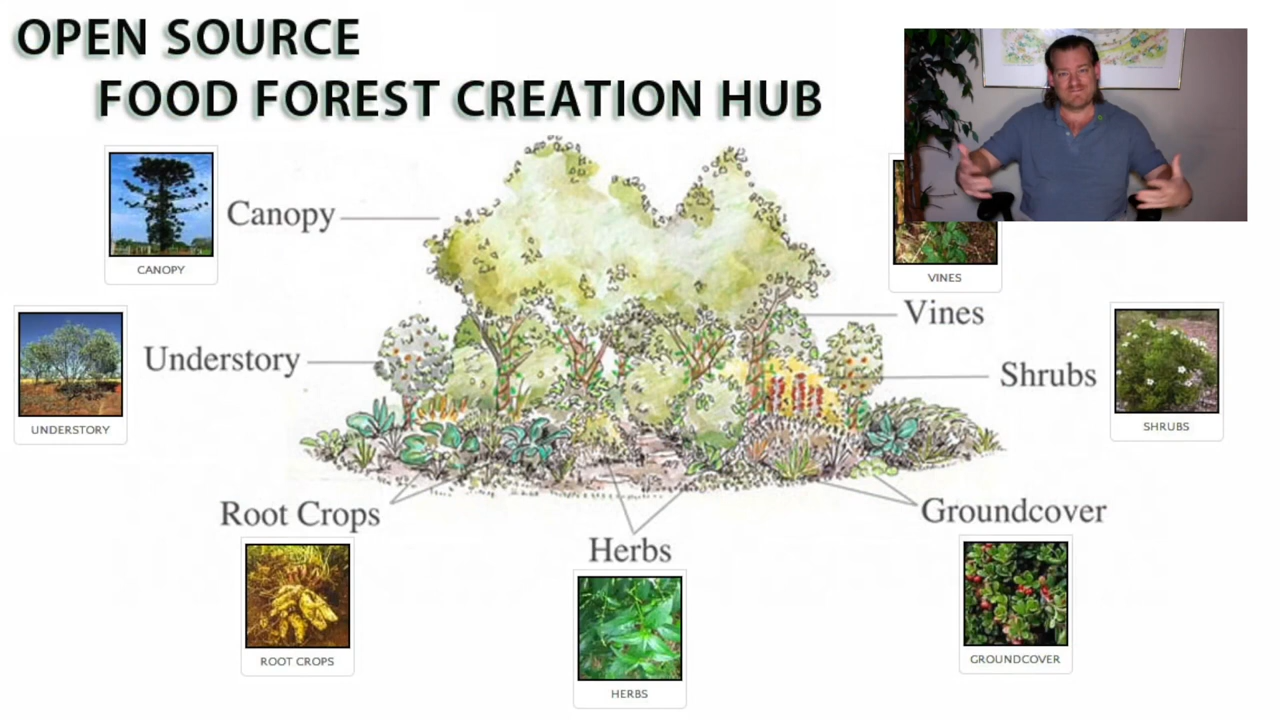 OPEN SOURCE
FOOD FOREST CREATION HUB
CANOPY
Canopy
VINES
Vines
UNDERSTORY
Understory
Shrubs
SHRUBS
Root Crops
Groundcover
Herbs
ROOT CROPS
HERBS
GROUNDCOVER